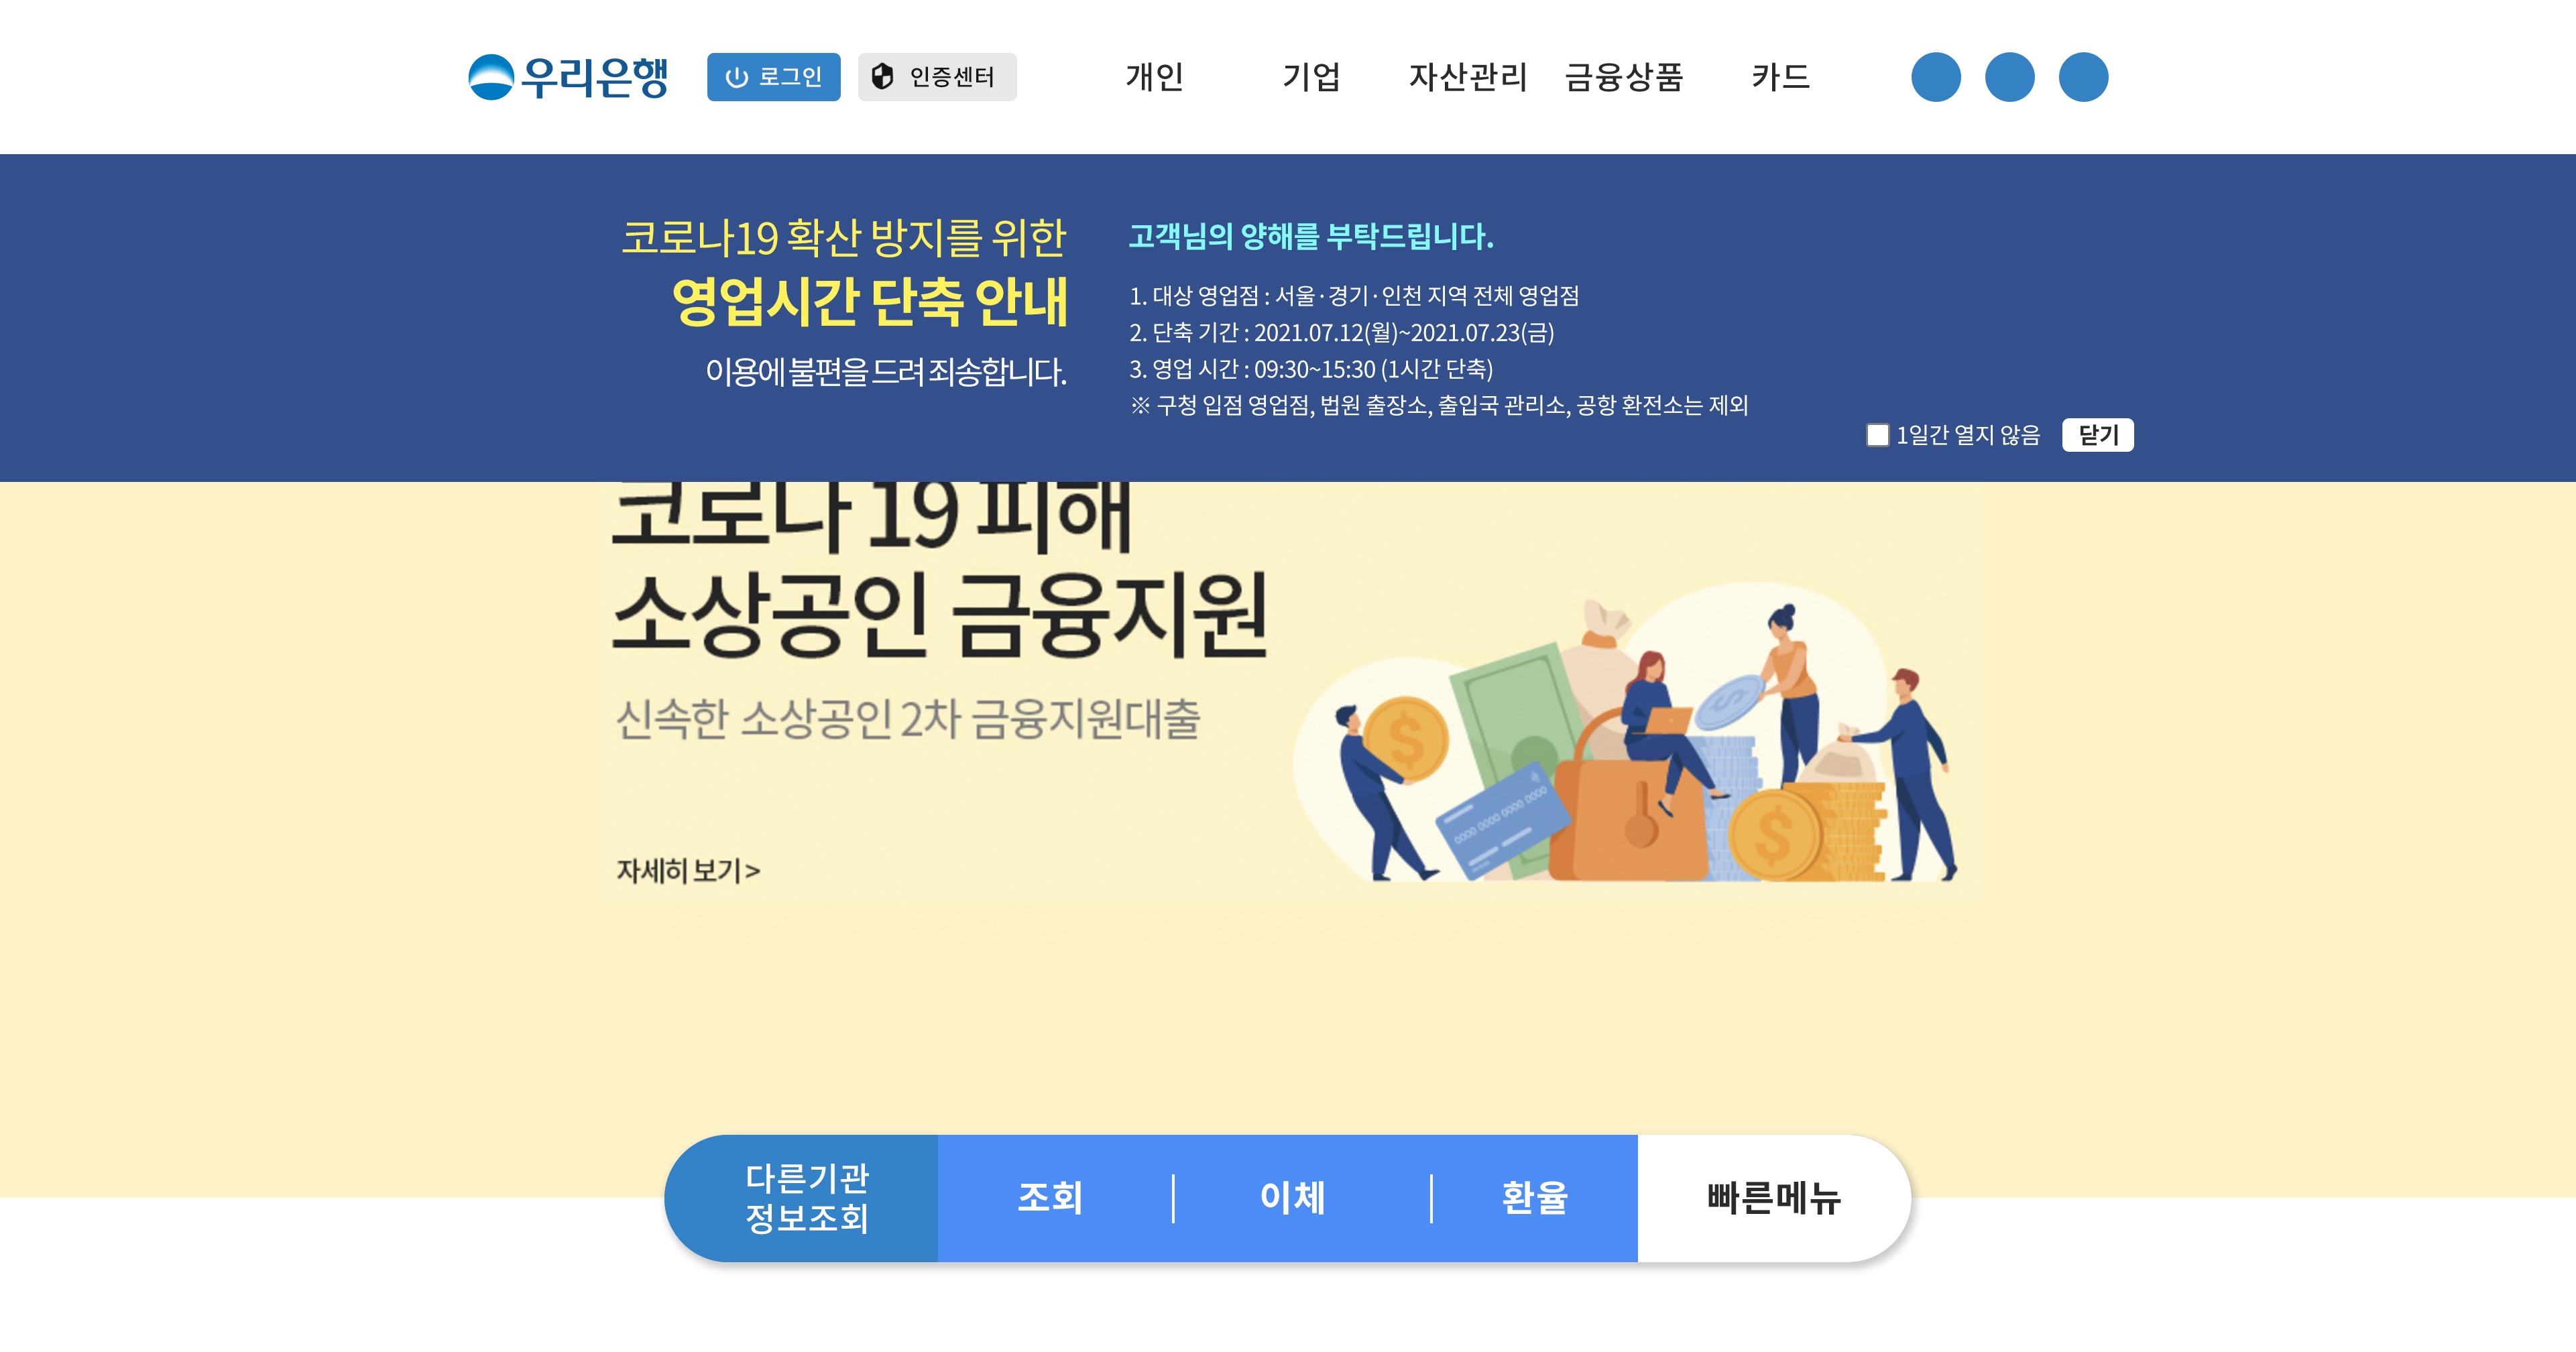 우리은행
로그인
인증센터
개인
기업
자산관리
금융상품
카드
코로나19 확산 방지를 위한
영업시간 단축 안내
이용에 불편을 드려 죄송합니다.
고객님의 양해를 부탁드립니다.
1. 대상 영업점 : 서울·경기·인천 지역 전체 영업점
2. 단축 기간 : 2021.07.12(월)~2021.07.23(금)
3. 영업 시간 : 09:30~15:30 (1시간 단축)
※ 구청 입점 영업점, 법원 출장소, 출입국 관리소, 공항 환전소는 제외
1일간 열지 않음
닫기
코로나 19 피해
소상공인 금융지원
신속한 소상공인 2차 금융지원대출
0000 0000 0000 0000
자세히 보기 >
다른기관
정보조회
조회
이체
환율
빠른메뉴